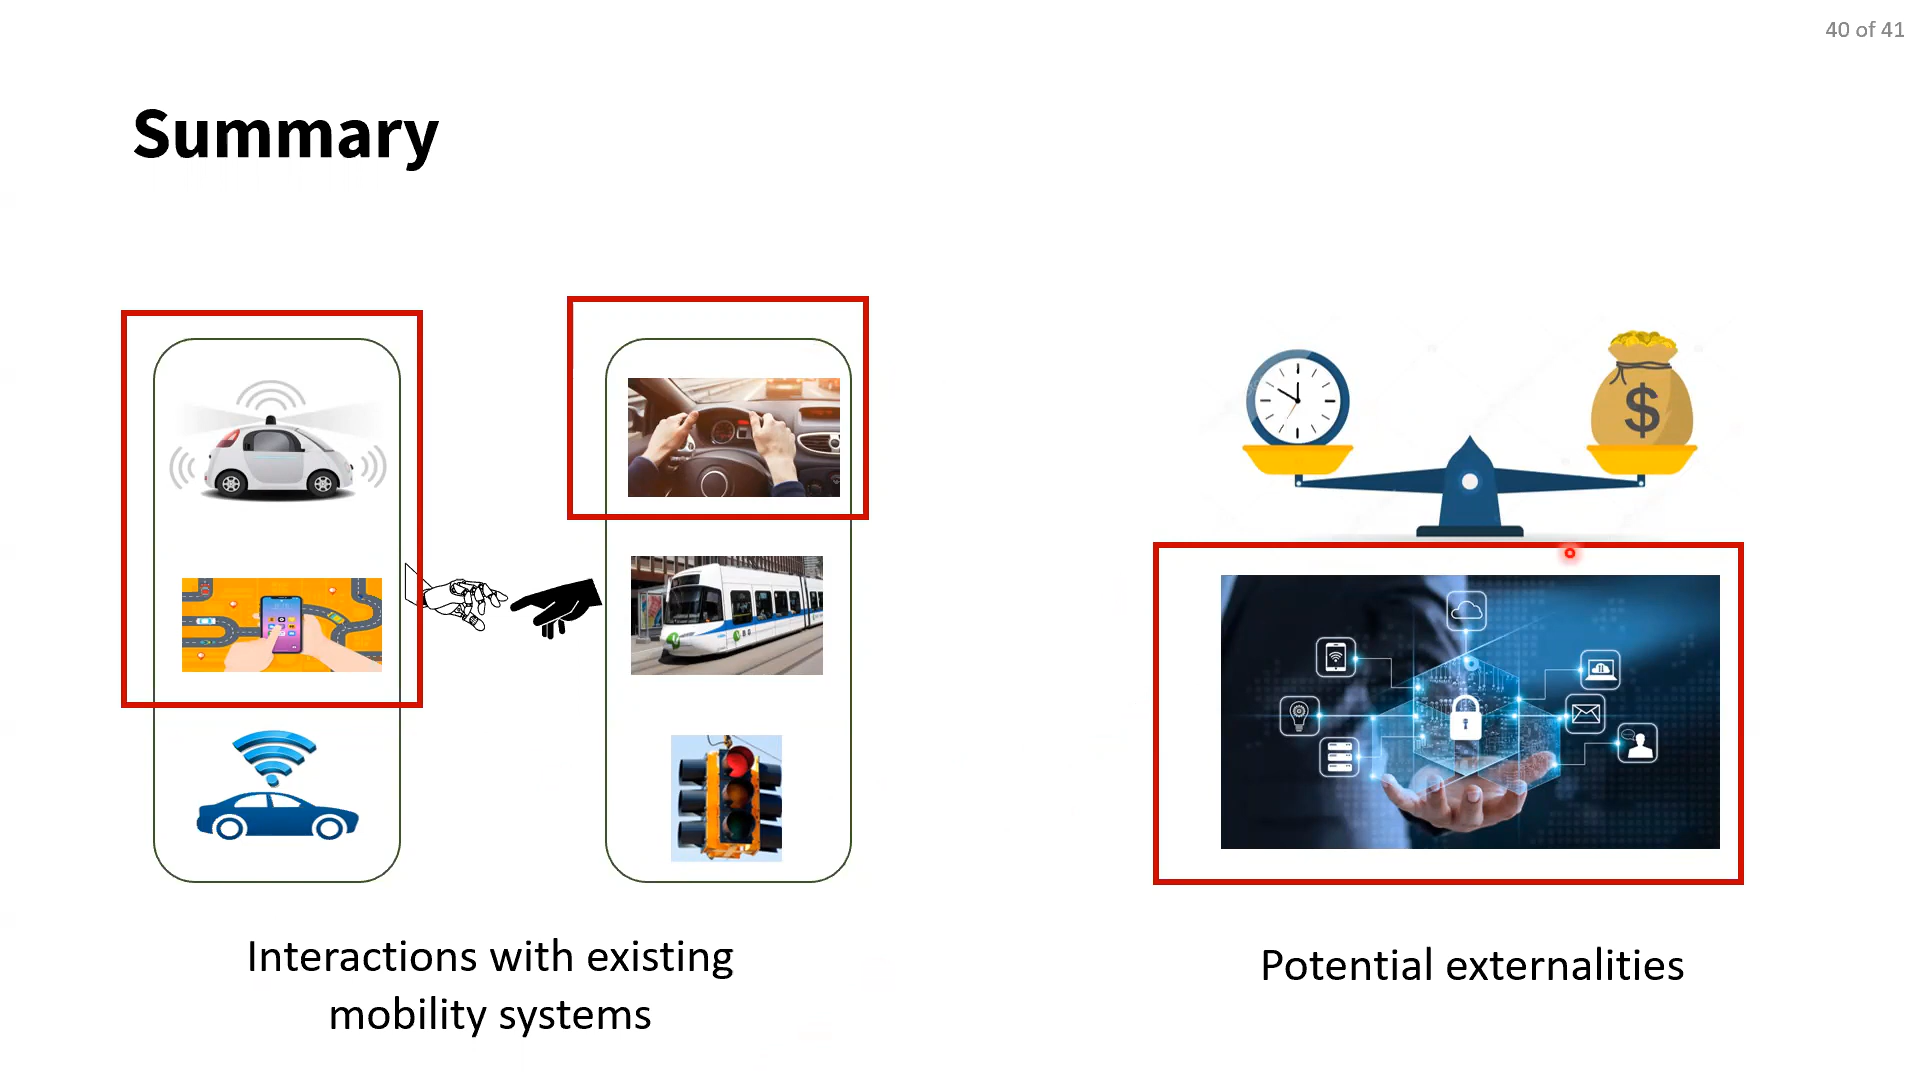 40 of 41
Summary
$
Interactions with existing
mobility systems
Potential externalities